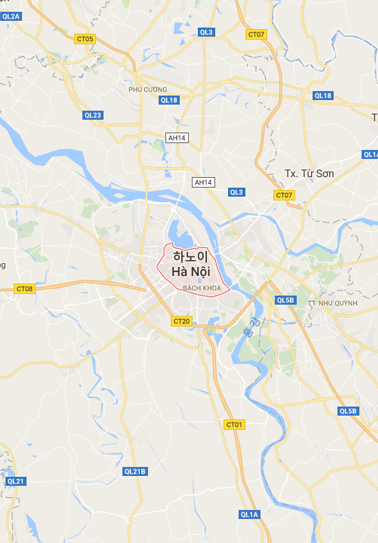 QL2A
QL3
CT07
CT05
PHÚ CƯỜNG
QL18
QL18
QL23
AH14
QL1A
Tx. Từ Sơn
AH14
QL3
CT07
하노이
Hà Nội
BÁCH KHOA
CT08
QL5B
TT NHƯ QUỲNH
CT20
QL5B
CT01
QL21B
QL21
QL1A